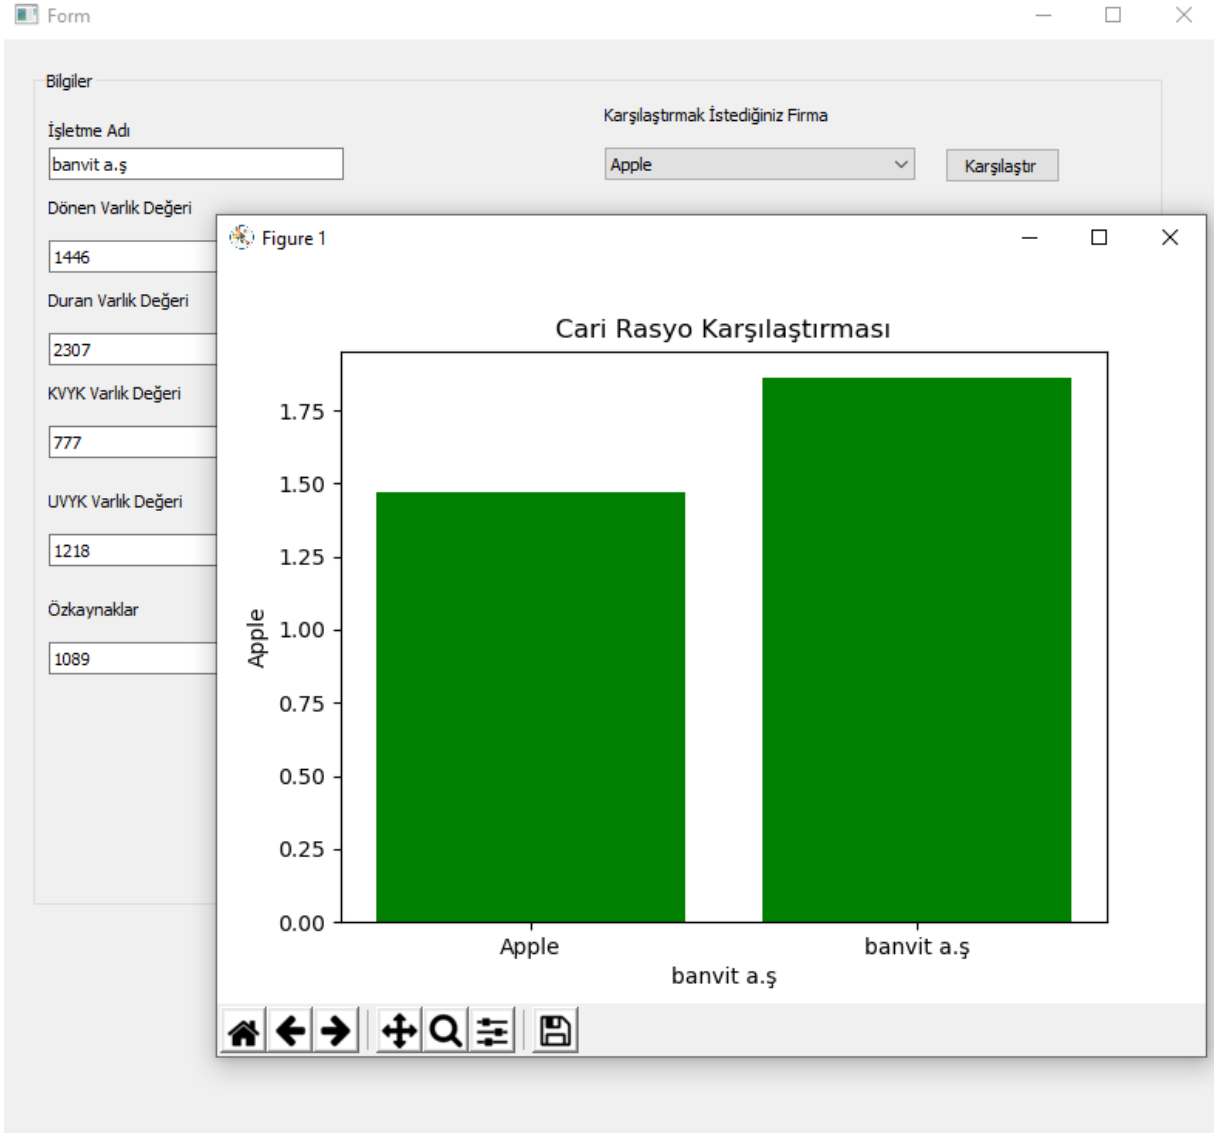 Form
Bilgiler
İşletme Adı
banvit a.ş
Karşılaştırmak İstediğiniz Firma
Apple
Karşılaştır
Dönen Varlık Değeri
1446
Duran Varlık Değeri
2307
KVYK Varlık Değeri
777
UVYK Varlık Değeri
1218
Özkaynaklar
1089
Figure 1
Cari Rasyo Karşılaştırması
1.75
1.50
1.25
1.00
0.75
0.50
0.25
0.00
Apple
Apple
banvit a.ş
banvit a.ş